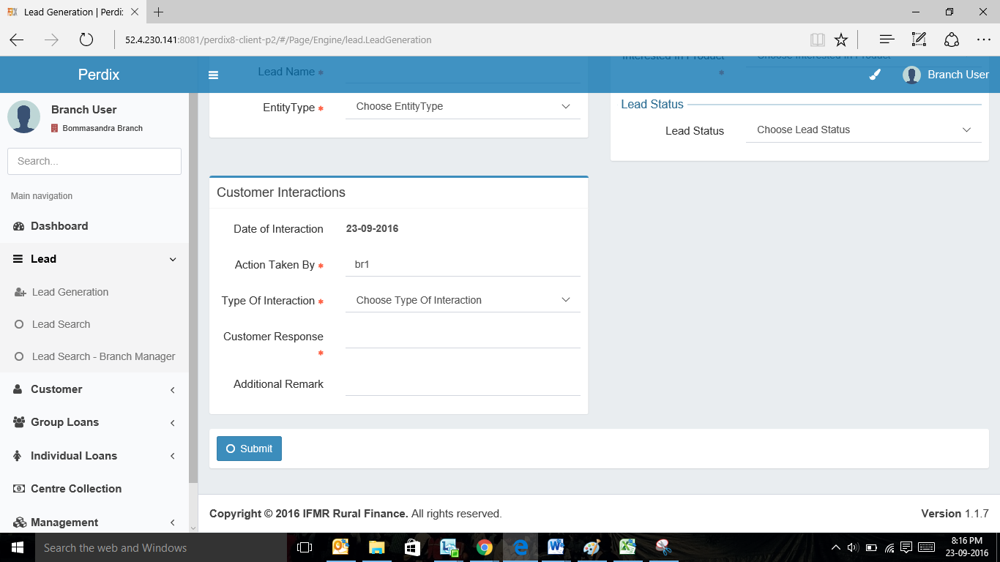 Lead Generation | Perdix
52.4.230.141:8081/perdix8-client-p2/#/Page/Engine/lead.LeadGeneration
Perdix
Branch User
Lead Name *
Interested In Product *
Choose Interested In Product
Branch User
Bommasandra Branch
Search...
Main navigation
Dashboard
Lead
Lead Generation
Lead Search
Lead Search - Branch Manager
Customer
Group Loans
Individual Loans
Centre Collection
Management
EntityType * Choose EntityType
Lead Status
Lead Status Choose Lead Status
Customer Interactions
Date of Interaction 23-09-2016
Action Taken By * br1
Type Of Interaction * Choose Type Of Interaction
Customer Response
*
Additional Remark
Submit
Copyright © 2016 IFMR Rural Finance. All rights reserved.
Version 1.1.7
Search the web and Windows
8:16 PM
23-09-2016